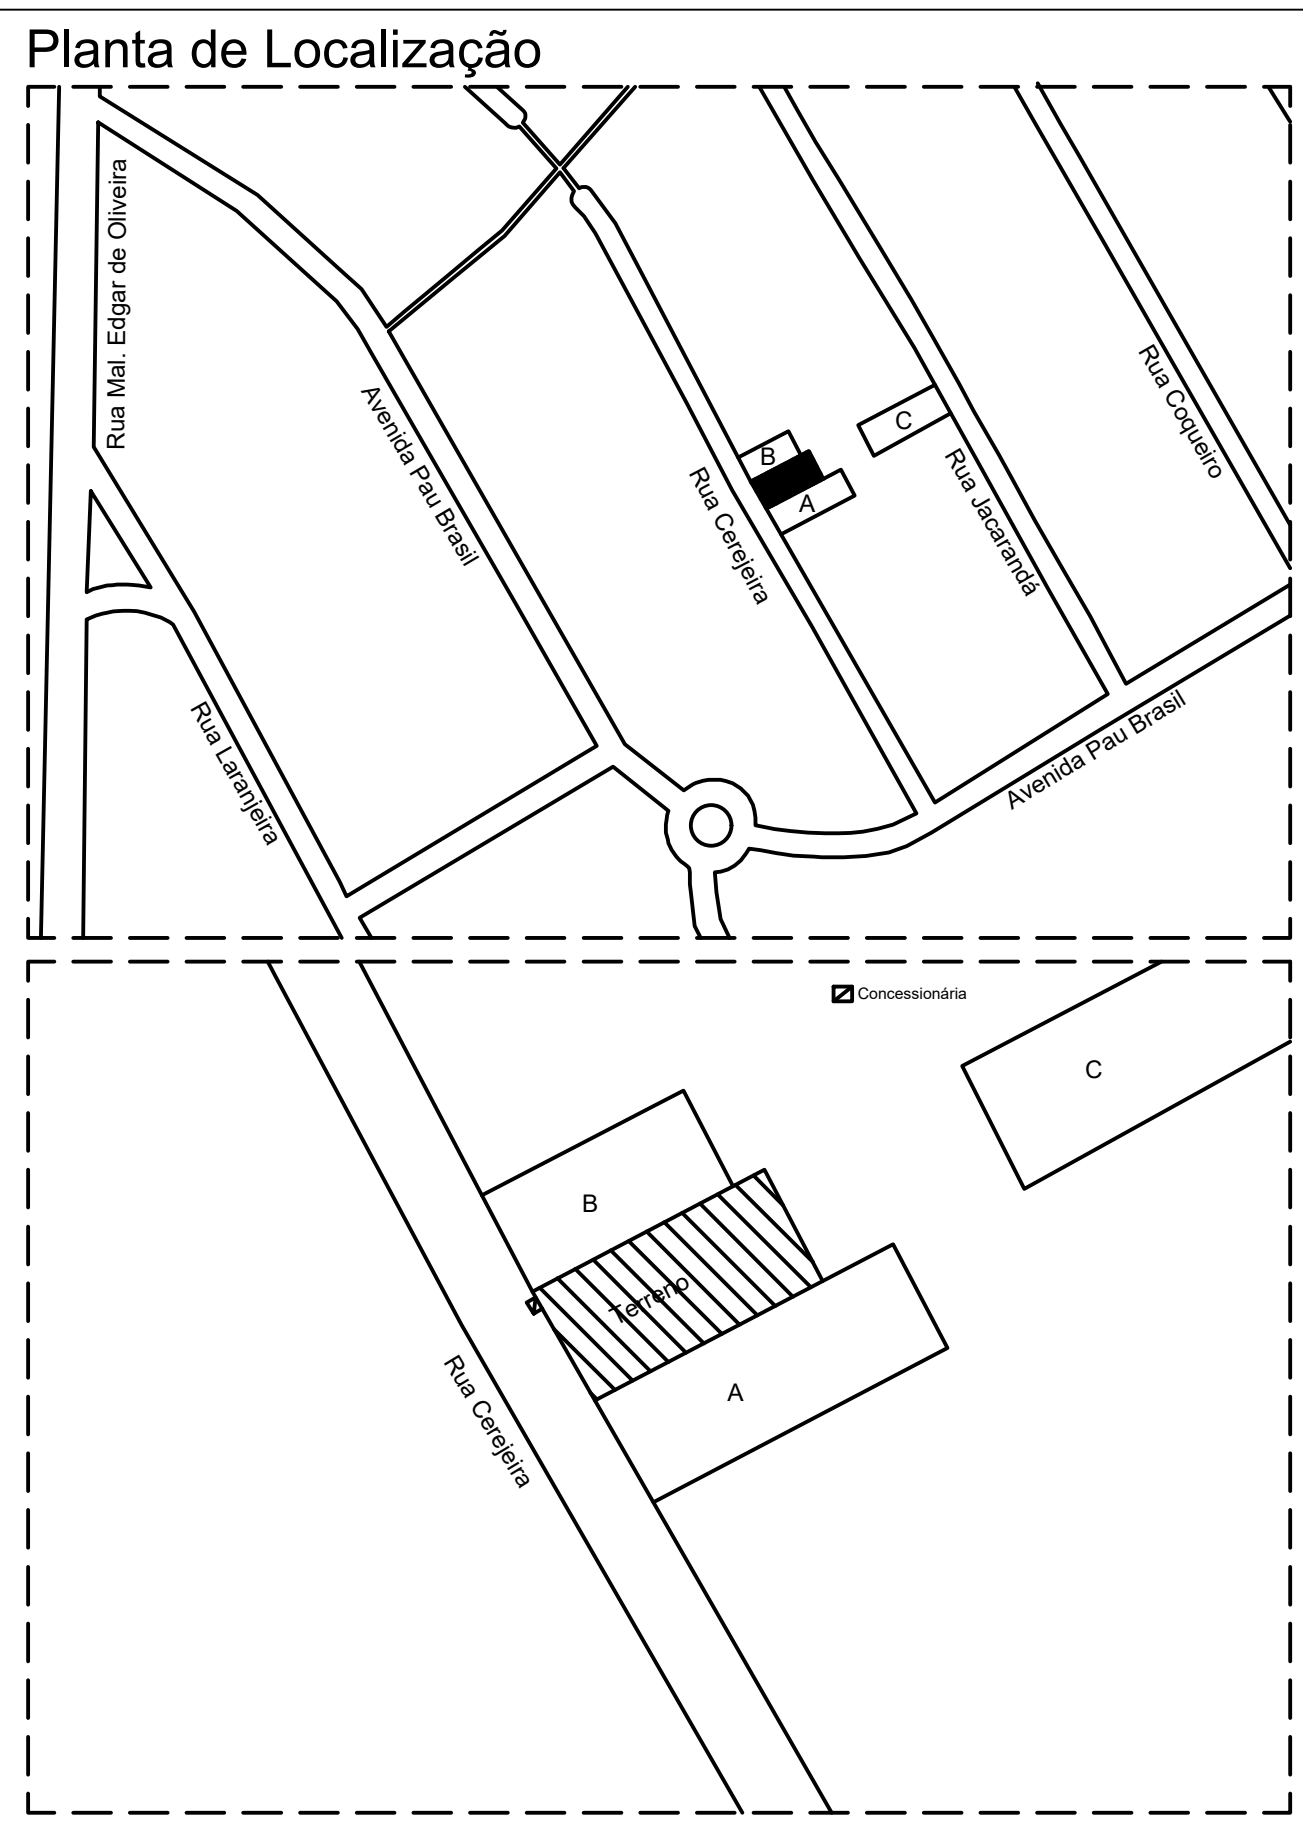 Planta de Localização
Rua Mal. Edgar de Oliveira
Avenida Pau Brasil
Rua Coqueiro
C
B
A
Rua Cerejeira
Rua Jacarandá
Rua Laranjeira
Avenida Pau Brasil
Concessionária
C
B
Terreno
A
Rua Cerejeira